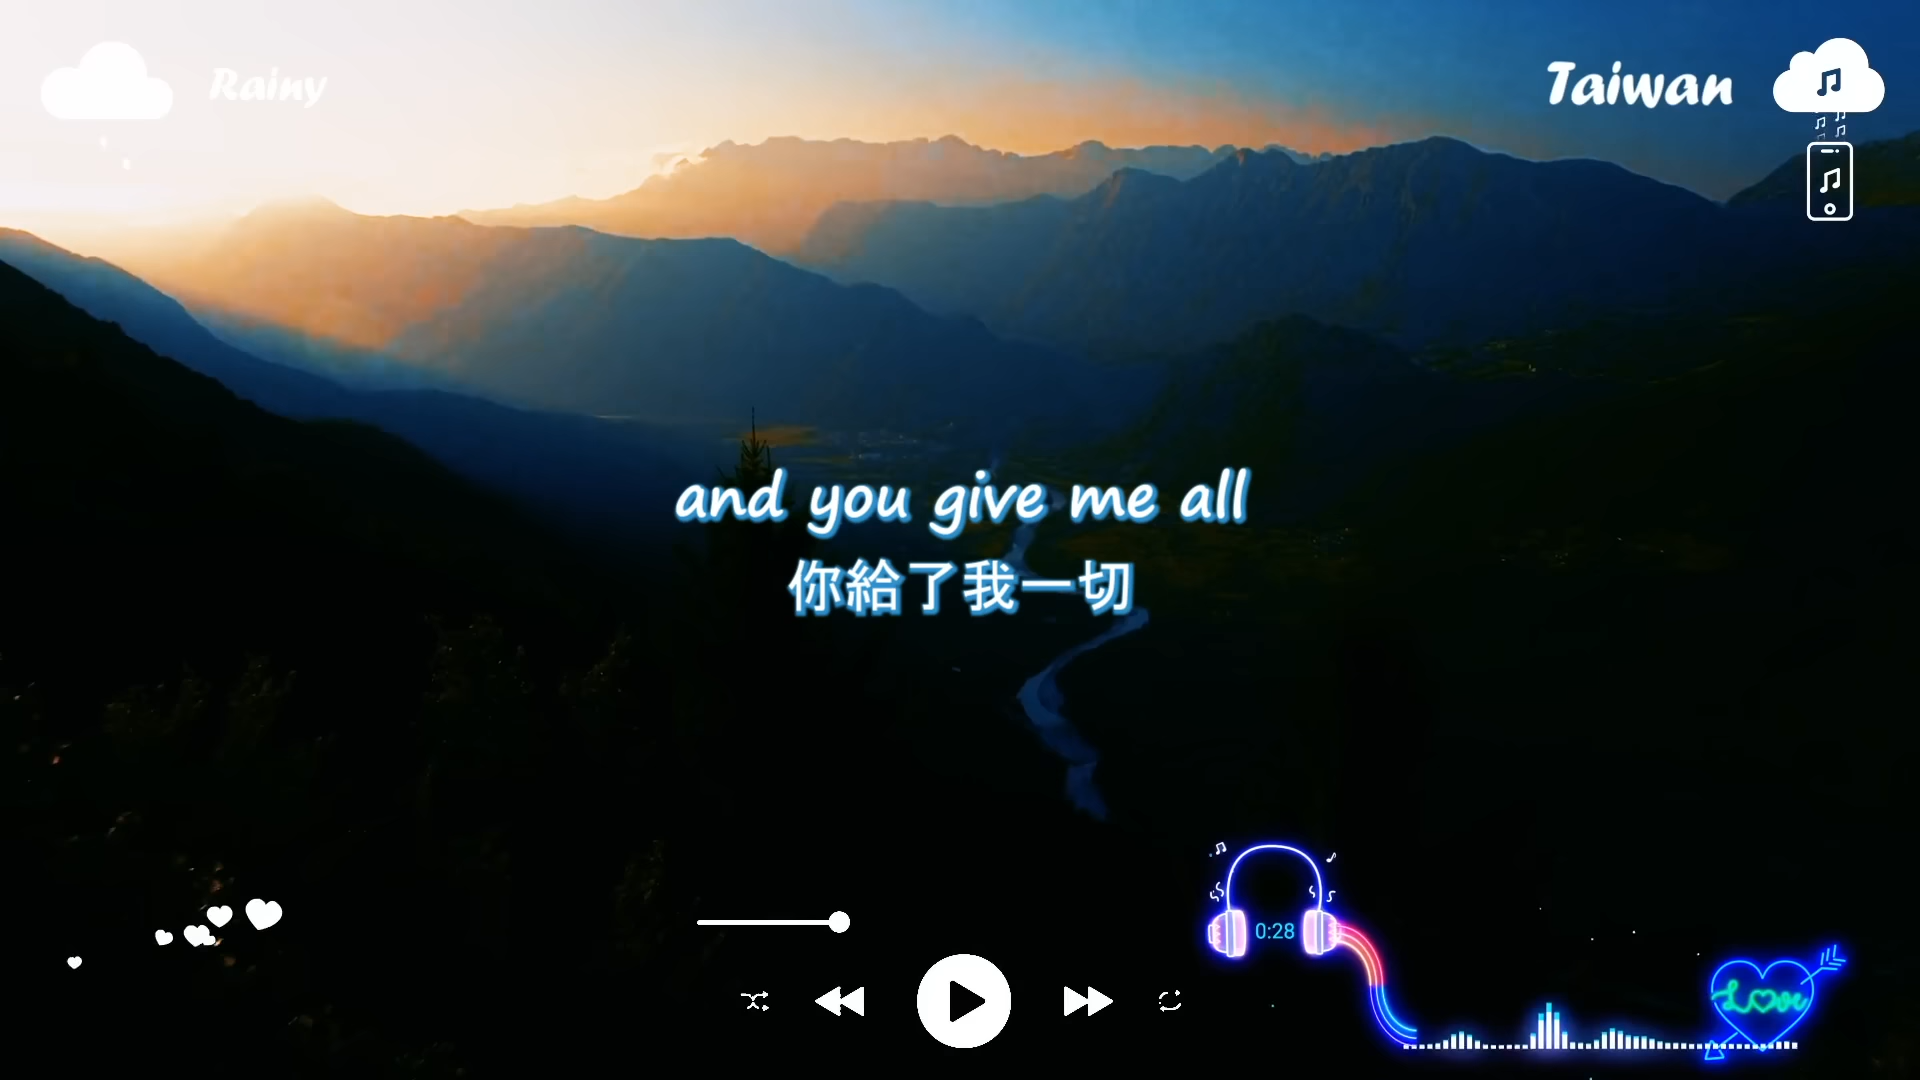 Rainy
Taiwan
and you give me all
你給了我一切
0:28
Love